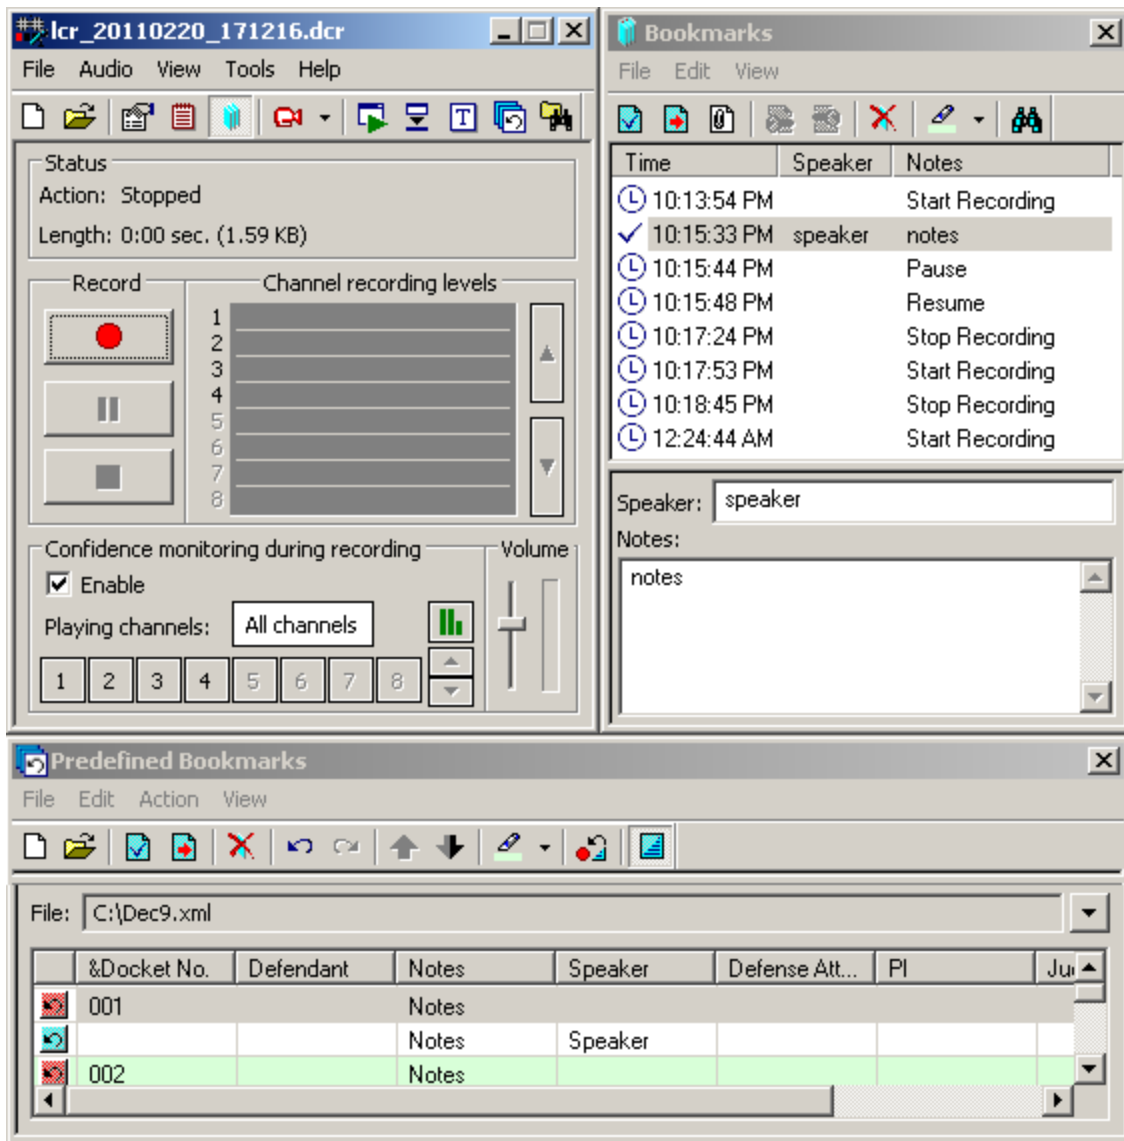 lcr_20110220_171216.dcr
File Audio View Tools Help
Status
Action: Stopped
Length: 0:00 sec. (1.59 KB)
Record
Channel recording levels
1
2
3
4
5
6
7
8
Confidence monitoring during recording
Volume
Enable
Playing channels: All channels
1 2 3 4 5 6 7 8
Bookmarks
File Edit View
Time Speaker Notes
10:13:54 PM Start Recording
10:15:33 PM speaker notes
10:15:44 PM Pause
10:15:48 PM Resume
10:17:24 PM Stop Recording
10:17:53 PM Start Recording
10:18:45 PM Stop Recording
12:24:44 AM Start Recording
Speaker: speaker
Notes:
notes
Predefined Bookmarks
File Edit Action View
File: C:\Dec9.xml
&Docket No. Defendant Notes Speaker Defense Att... Pl Ju
001 Notes
Notes Speaker
002 Notes